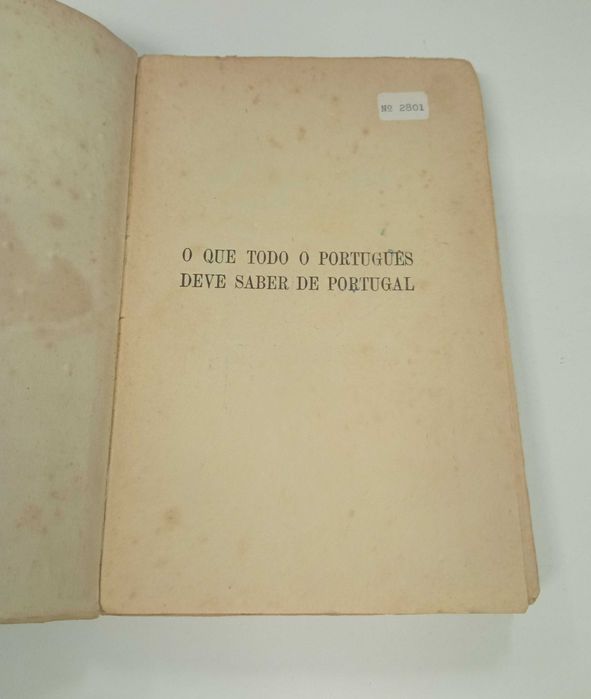 Nº 2801
O QUE TODO O PORTUGUÊS
DEVE SABER DE PORTUGAL